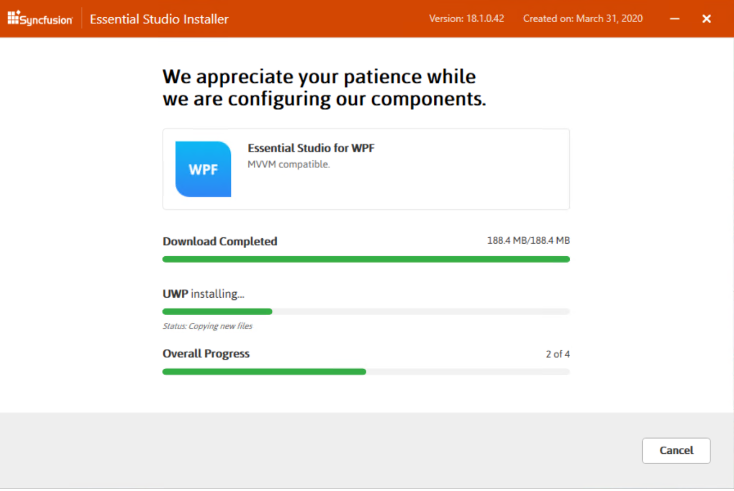 Syncfusion Essential Studio Installer Version: 18.1.0.42 Created on: March 31, 2020
We appreciate your patience while
we are configuring our components.
WPF
Essential Studio for WPF
MVVM compatible.
Download Completed 188.4 MB/188.4 MB
UWP installing...
Status: Copying new files
Overall Progress 2 of 4
Cancel